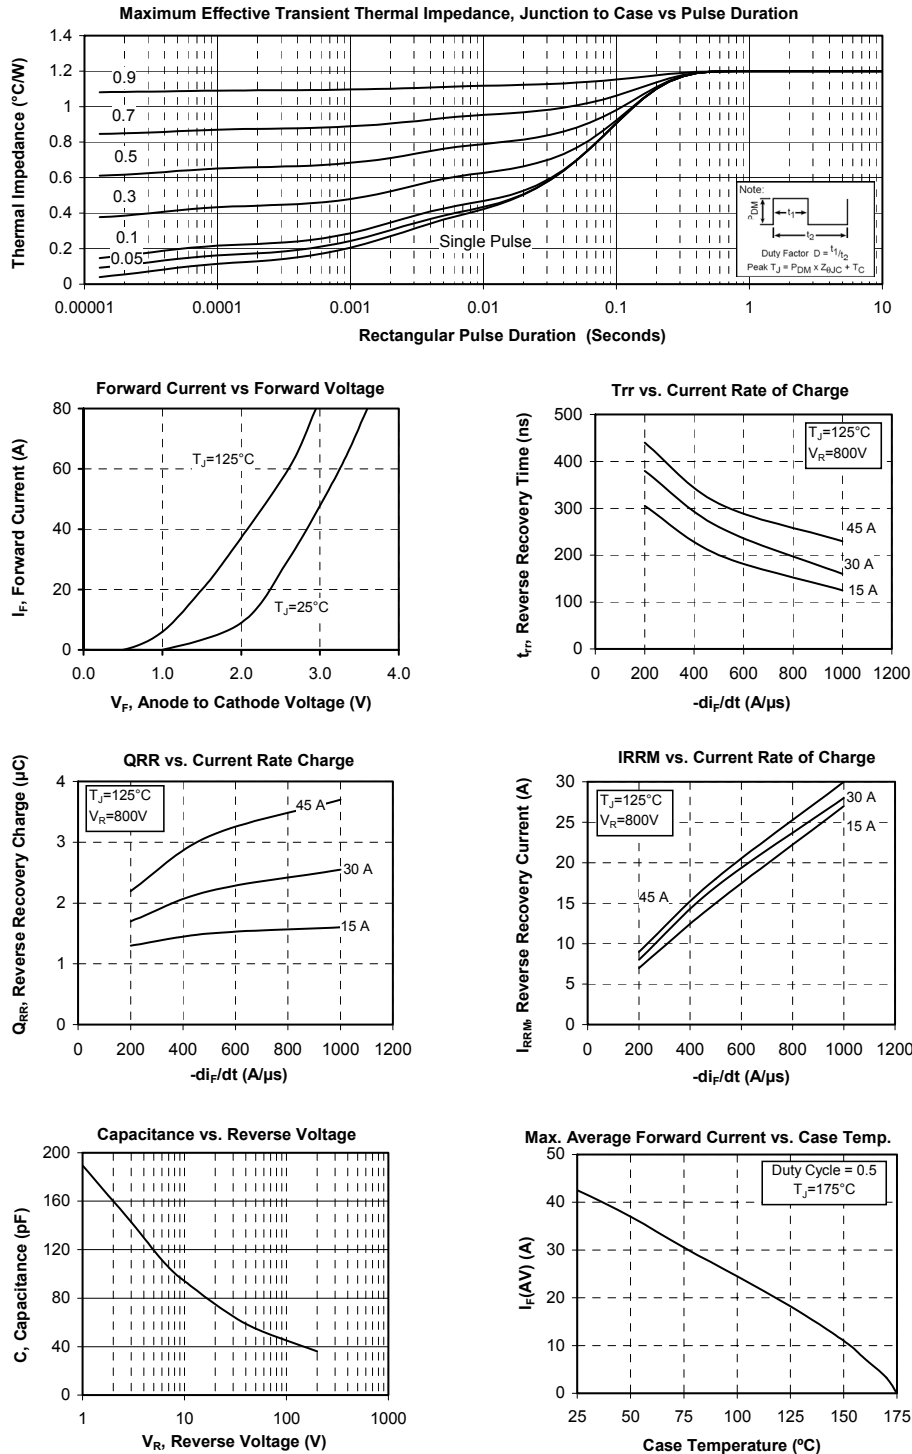 Maximum Effective Transient Thermal Impedance, Junction to Case vs Pulse Duration
Thermal Impedance (°C/W)
1.4
1.2
1
0.8
0.6
0.4
0.2
0
0.9
0.7
0.5
0.3
0.1
0.05
Single Pulse
Note:
PDM
t1
t2
Duty Factor D = t1/t2
Peak TJ = PDM x ZθJC + TC
0.00001 0.0001 0.001 0.01 0.1 1 10
Rectangular Pulse Duration (Seconds)
Forward Current vs Forward Voltage
IF, Forward Current (A)
80
60
40
20
0
TJ=125°C
TJ=25°C
0.0 1.0 2.0 3.0 4.0
VF, Anode to Cathode Voltage (V)
Trr vs. Current Rate of Charge
trr, Reverse Recovery Time (ns)
500
400
300
200
100
0
TJ=125°C
VR=800V
45 A
30 A
15 A
0 200 400 600 800 1000 1200
-diF/dt (A/µs)
QRR vs. Current Rate Charge
QRR, Reverse Recovery Charge (µC)
4
3
2
1
0
TJ=125°C
VR=800V
45 A
30 A
15 A
0 200 400 600 800 1000 1200
-diF/dt (A/µs)
IRRM vs. Current Rate of Charge
IRRM, Reverse Recovery Current (A)
30
25
20
15
10
5
0
TJ=125°C
VR=800V
30 A
15 A
45 A
0 200 400 600 800 1000 1200
-diF/dt (A/µs)
Capacitance vs. Reverse Voltage
C, Capacitance (pF)
200
160
120
80
40
0
1 10 100 1000
VR, Reverse Voltage (V)
Max. Average Forward Current vs. Case Temp.
IF(AV) (A)
50
40
30
20
10
0
Duty Cycle = 0.5
TJ=175°C
25 50 75 100 125 150 175
Case Temperature (ºC)